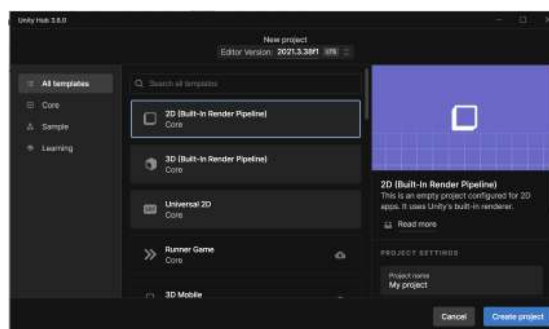 Unity Hub 3.8.0
New project
Editor Version: 2021.3.38f1 LTS
All templates
Core
Sample
Learning
Search all templates
2D (Built-In Render Pipeline)
Core
3D (Built-In Render Pipeline)
Core
SRP
Universal 2D
Core
Runner Game
Core
3D Mobile
2D (Built-In Render Pipeline)
This is an empty project configured for 2D
apps. It uses Unity's built-in renderer.
Read more
PROJECT SETTINGS
Project name
My project
Cancel
Create project